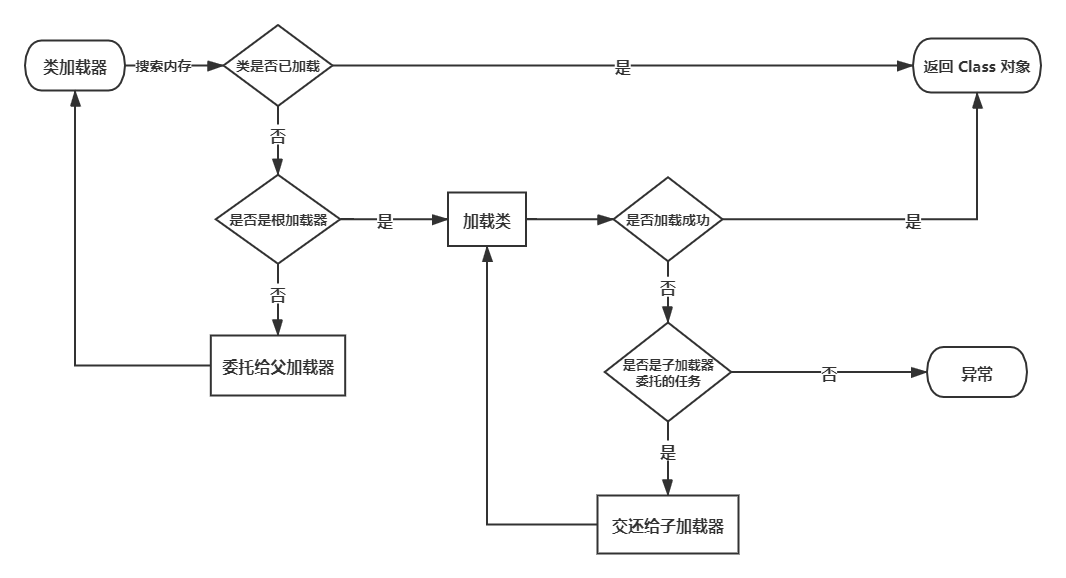 类加载器
搜索内存
类是否已加载
是
返回 Class 对象
否
是否是根加载器
是
加载类
是否加载成功
是
否
否
委托给父加载器
是否是子加载器
委托的任务
否
异常
是
交还给子加载器